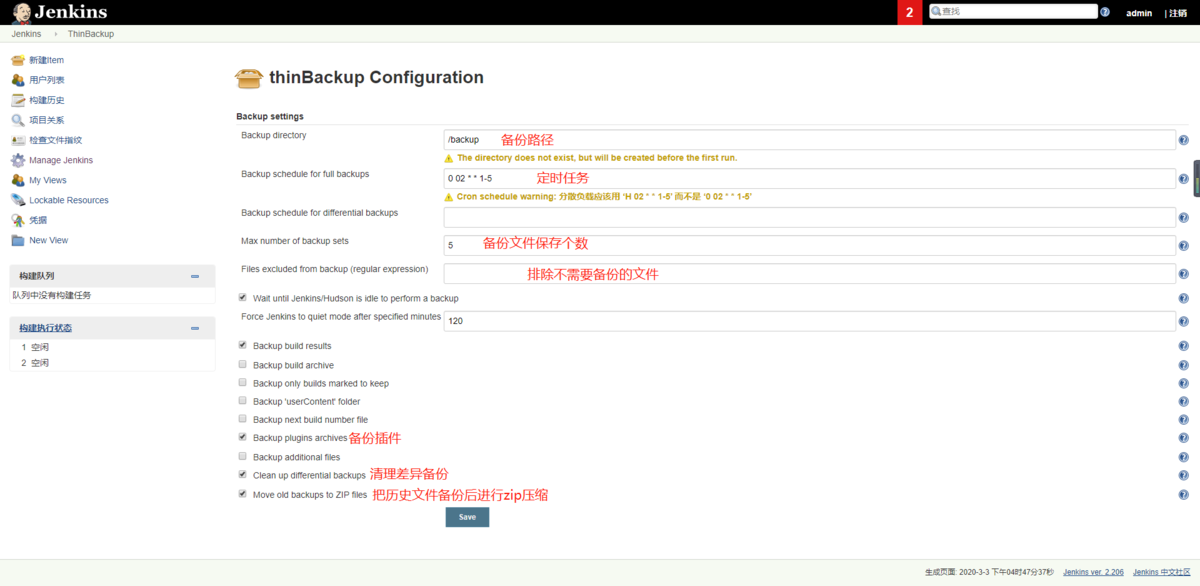 Jenkins
2
查找
admin
| 注销
Jenkins
ThinBackup
新建Item
用户列表
构建历史
项目关系
检查文件指纹
Manage Jenkins
My Views
Lockable Resources
凭据
New View
构建队列
队列中没有构建任务
构建执行状态
1 空闲
2 空闲
thinBackup Configuration
Backup settings
Backup directory
/backup 备份路径
The directory does not exist, but will be created before the first run.
Backup schedule for full backups
0 02 * * 1-5 定时任务
Cron schedule warning: 分散负载应该用 'H 02 * * 1-5' 而不是 '0 02 * * 1-5'
Backup schedule for differential backups
Max number of backup sets
5 备份文件保存个数
Files excluded from backup (regular expression)
排除不需要备份的文件
Wait until Jenkins/Hudson is idle to perform a backup
Force Jenkins to quiet mode after specified minutes
120
Backup build results
Backup build archive
Backup only builds marked to keep
Backup 'userContent' folder
Backup next build number file
Backup plugins archives 备份插件
Backup additional files
Clean up differential backups 清理差异备份
Move old backups to ZIP files 把历史文件备份后进行zip压缩
Save
生成页面: 2020-3-3 下午04时47分37秒
Jenkins ver. 2.206
Jenkins 中文社区